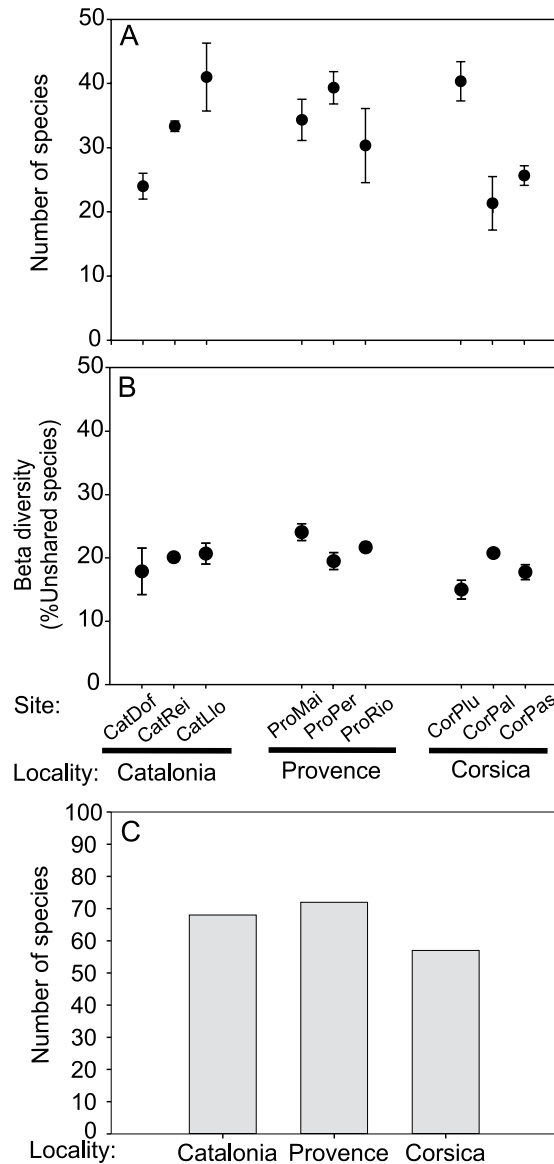 A
Number of species
50
40
30
20
10
0
B
Beta diversity
(%Unshared species)
50
40
30
20
10
0
Site: CatDof CatRei CatLlo ProMai ProPer ProRio CorPlu CorPal CorPas
Locality: Catalonia Provence Corsica
C
Number of species
100
90
80
70
60
50
40
30
20
10
0
Locality: Catalonia Provence Corsica